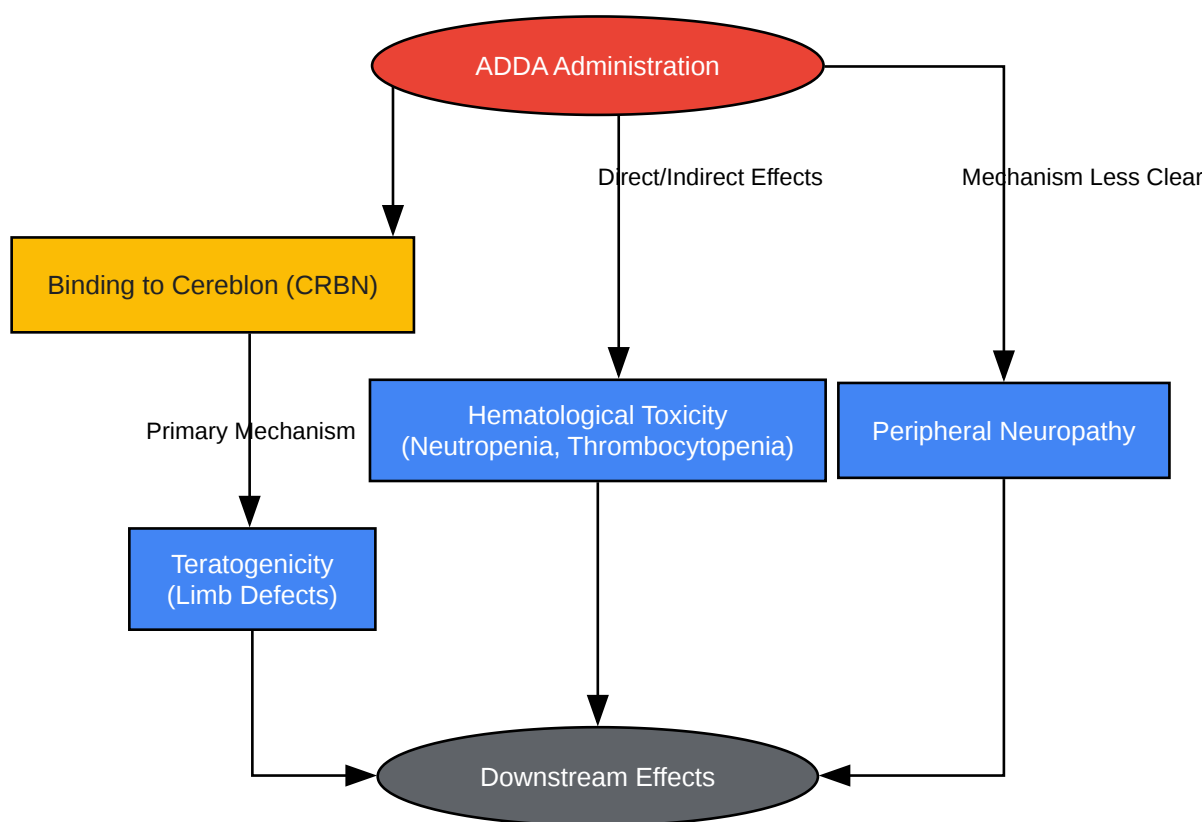 ADDA Administration
Direct/Indirect Effects
Mechanism Less Clear
Binding to Cereblon (CRBN)
Primary Mechanism
Hematological Toxicity
(Neutropenia, Thrombocytopenia)
Peripheral Neuropathy
Teratogenicity
(Limb Defects)
Downstream Effects